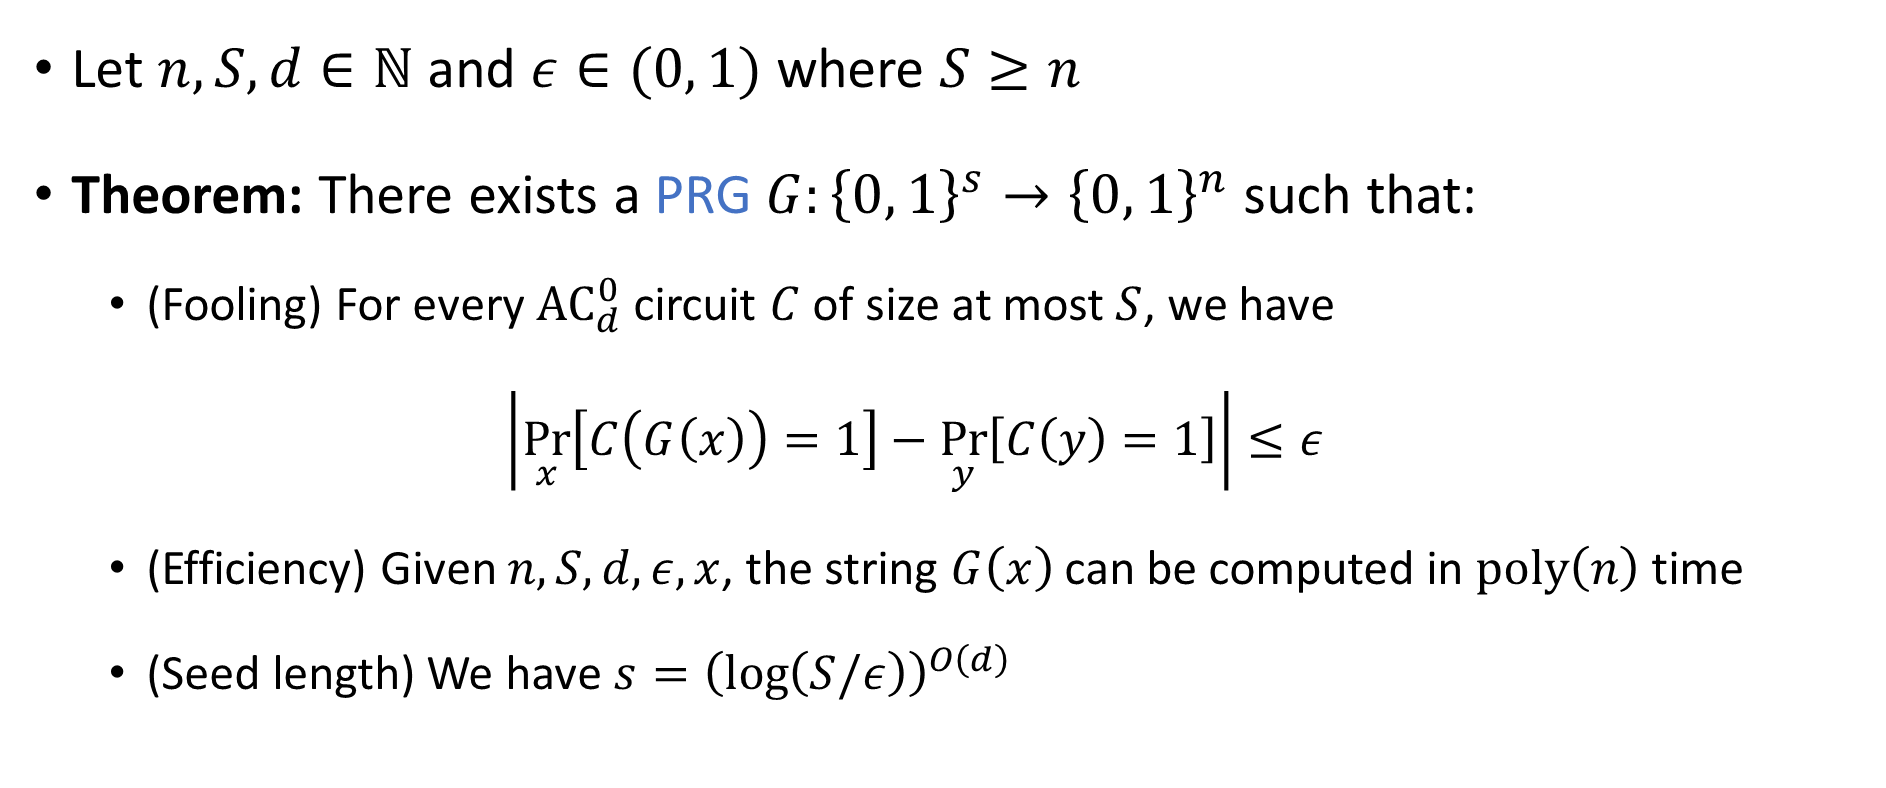 • Let n, S, d ∈ ℕ and ϵ ∈ (0, 1) where S ≥ n
• Theorem: There exists a PRG G: {0, 1}^s → {0, 1}^n such that:
• (Fooling) For every AC^0_d circuit C of size at most S, we have
|Pr_x[C(G(x)) = 1] − Pr_y[C(y) = 1]| ≤ ϵ
• (Efficiency) Given n, S, d, ϵ, x, the string G(x) can be computed in poly(n) time
• (Seed length) We have s = (log(S/ϵ))^{O(d)}